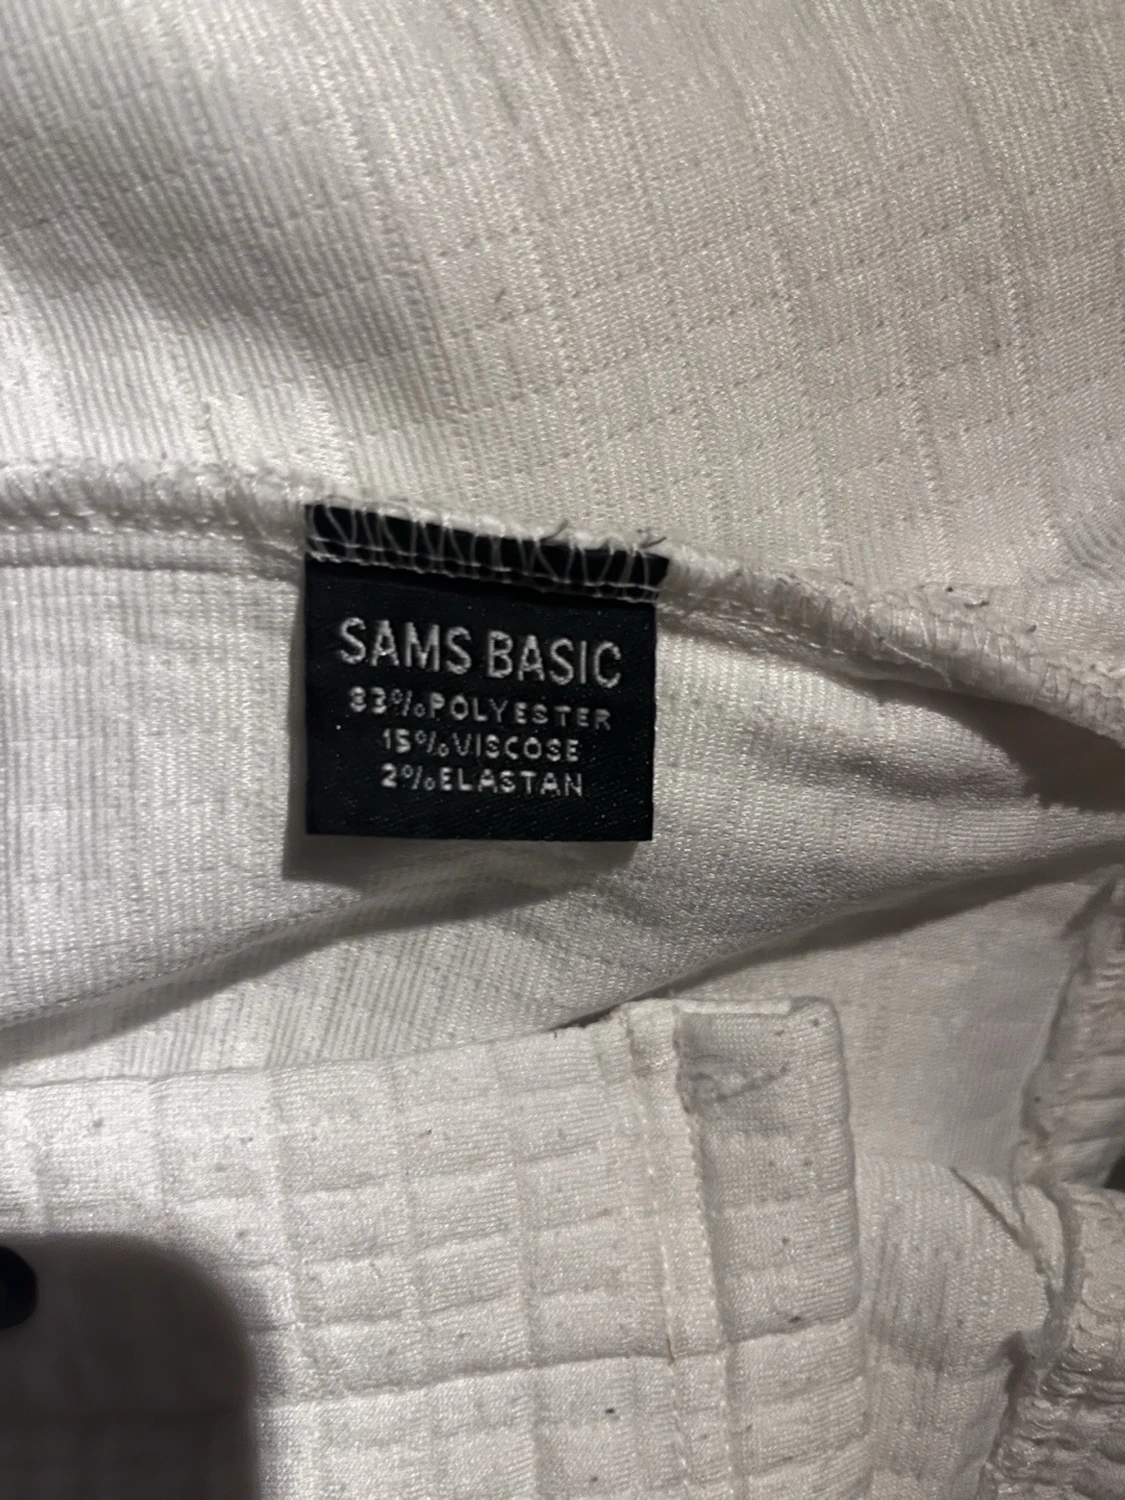 SAMS BASIC
83%POLYESTER
15%VISCOSE
2%ELASTAN